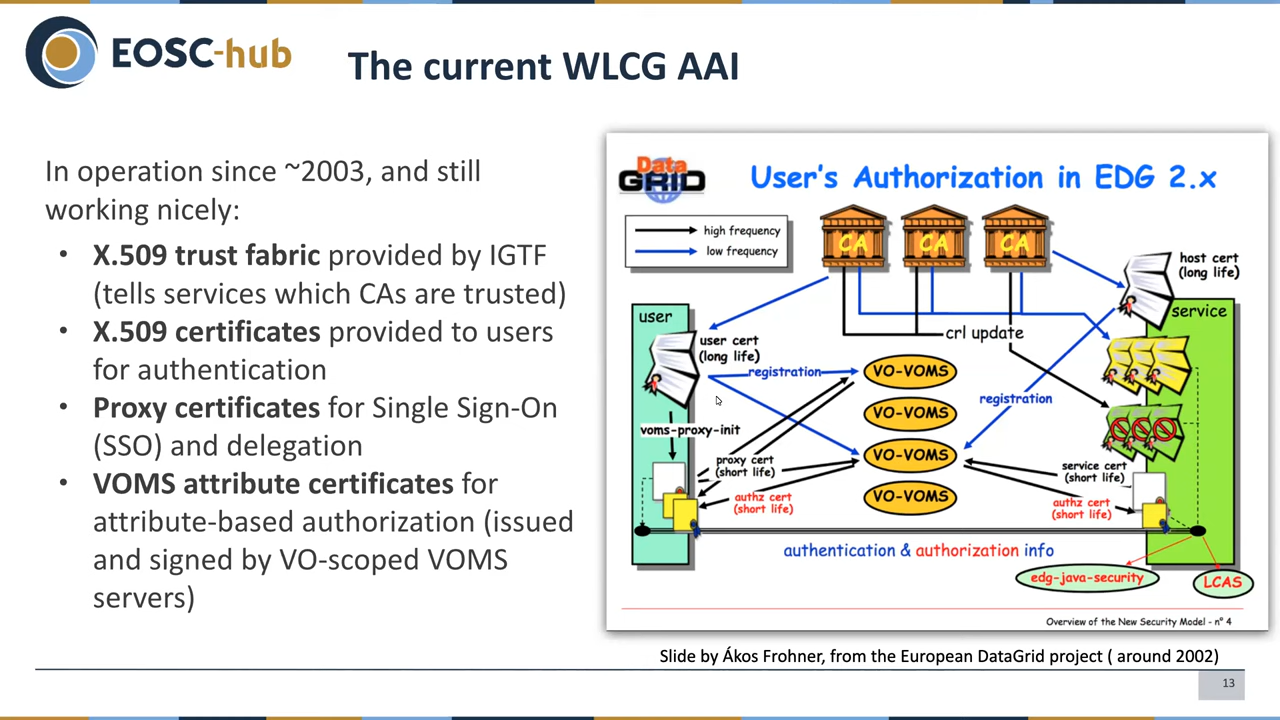 EOSC-hub
The current WLCG AAI
In operation since ~2003, and still
working nicely:
• X.509 trust fabric provided by IGTF
(tells services which CAs are trusted)
• X.509 certificates provided to users
for authentication
• Proxy certificates for Single Sign-On
(SSO) and delegation
• VOMS attribute certificates for
attribute-based authorization (issued
and signed by VO-scoped VOMS
servers)
Data
GRID
User's Authorization in EDG 2.x
high frequency
low frequency
CA
CA
CA
host cert
(long life)
user
service
user cert
(long life)
crl update
registration
VO-VOMS
VO-VOMS
registration
voms-proxy-init
VO-VOMS
proxy cert
(short life)
service cert
(short life)
authz cert
(short life)
VO-VOMS
authz cert
(short life)
authentication & authorization info
edg-java-security
LCAS
Overview of the New Security Model - n° 4
Slide by Ákos Frohner, from the European DataGrid project ( around 2002)
13